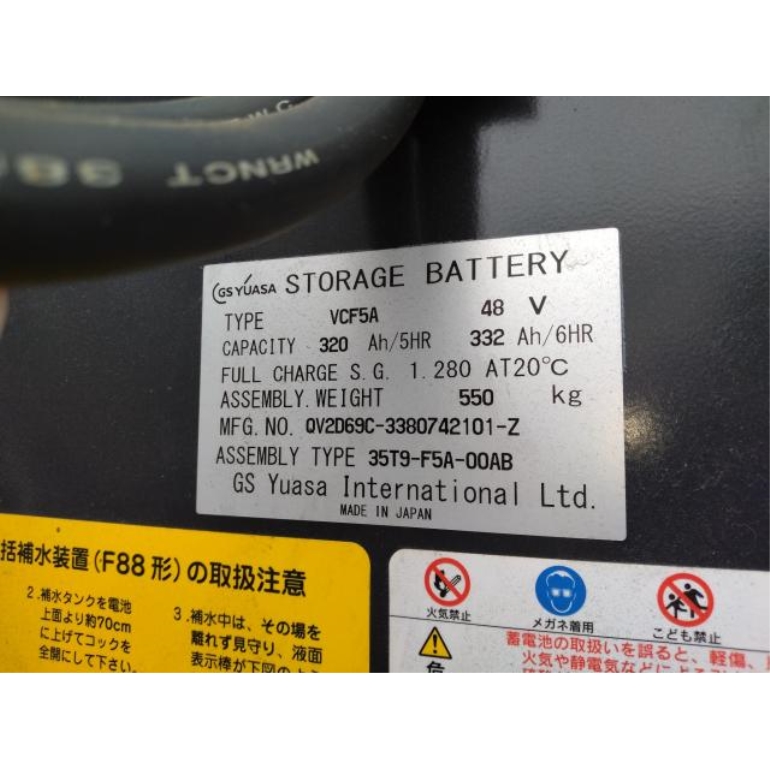 WRNCT 38
GS YUASA STORAGE BATTERY
TYPE VCF5A 48 V
CAPACITY 320 Ah/5HR 332 Ah/6HR
FULL CHARGE S.G. 1.280 AT20℃
ASSEMBLY.WEIGHT 550 kg
MFG.NO. QV2D69C-3380742101-Z
ASSEMBLY TYPE 35T9-F5A-00AB
GS Yuasa International Ltd.
MADE IN JAPAN
括補水装置(F88形)の取扱注意
2.補水タンクを電池
上面より約70cm
に上げてコックを
全開にして下さい。
3.補水中は、その場を
離れず見守り、液面
表示棒が下図のよう
火気禁止
メガネ着用
こども禁止
危
蓄電池の取扱いを誤ると、軽傷、
火気や静電気などによる